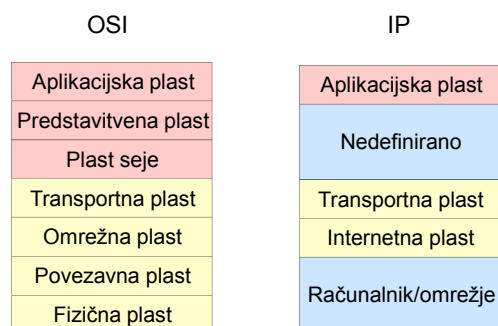 OSI
Aplikacijska plast
Predstavitvena plast
Plast seje
Transportna plast
Omrežna plast
Povezavna plast
Fizična plast
IP
Aplikacijska plast
Nedefinirano
Transportna plast
Internetna plast
Računalnik/omrežje